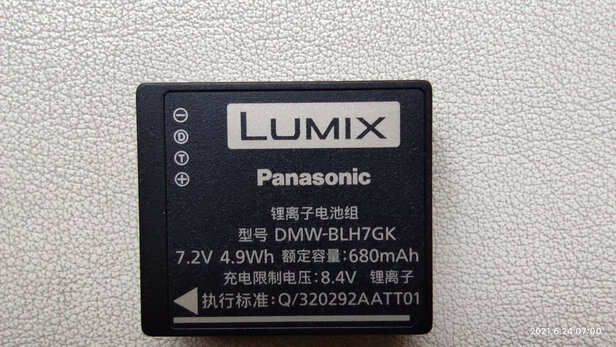 LUMIX
Panasonic
锂离子电池组
型号 DMW-BLH7GK
7.2V 4.9Wh 额定容量:680mAh
充电限制电压:8.4V 锂离子
执行标准:Q/320292AATT01
D
T
2021.6.24 07:00